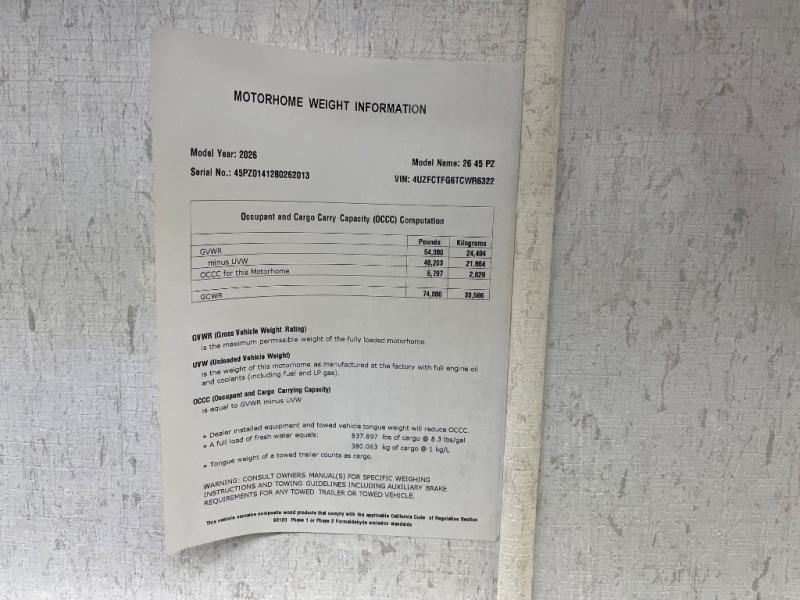 MOTORHOME WEIGHT INFORMATION
Model Year: 2026
Model Name: 26 45 PZ
Serial No.: 45PZ0141280262013
VIN: 4UZFCTFG6TCWR6322
Occupant and Cargo Carry Capacity (OCCC) Computation
Pounds Kilograms
GVWR 54,000 24,494
minus UVW 48,203 21,864
OCCC for this Motorhome 5,797 2,629
GCWR 74,000 33,566
GVWR (Gross Vehicle Weight Rating)
is the maximum permissible weight of the fully loaded motorhome.
UVW (Unloaded Vehicle Weight)
is the weight of this motorhome as manufactured at the factory with full engine oil
and coolants (including fuel and LP gas).
OCCC (Occupant and Cargo Carrying Capacity)
is equal to GVWR minus UVW
» Dealer installed equipment and towed vehicle tongue weight will reduce OCCC.
» A full load of fresh water equals: 837.897 lbs of cargo @ 8.3 lbs/gal
380.063 kg of cargo @ 1 kg/L
» Tongue weight of a towed trailer counts as cargo.
WARNING: CONSULT OWNERS MANUAL(S) FOR SPECIFIC WEIGHING
INSTRUCTIONS AND TOWING GUIDELINES INCLUDING AUXILIARY BRAKE
REQUIREMENTS FOR ANY TOWED TRAILER OR TOWED VEHICLE.
This vehicle contains composite wood products that comply with the applicable California Code of Regulation Section
93120 Phase 1 or Phase 2 Formaldehyde emission standards